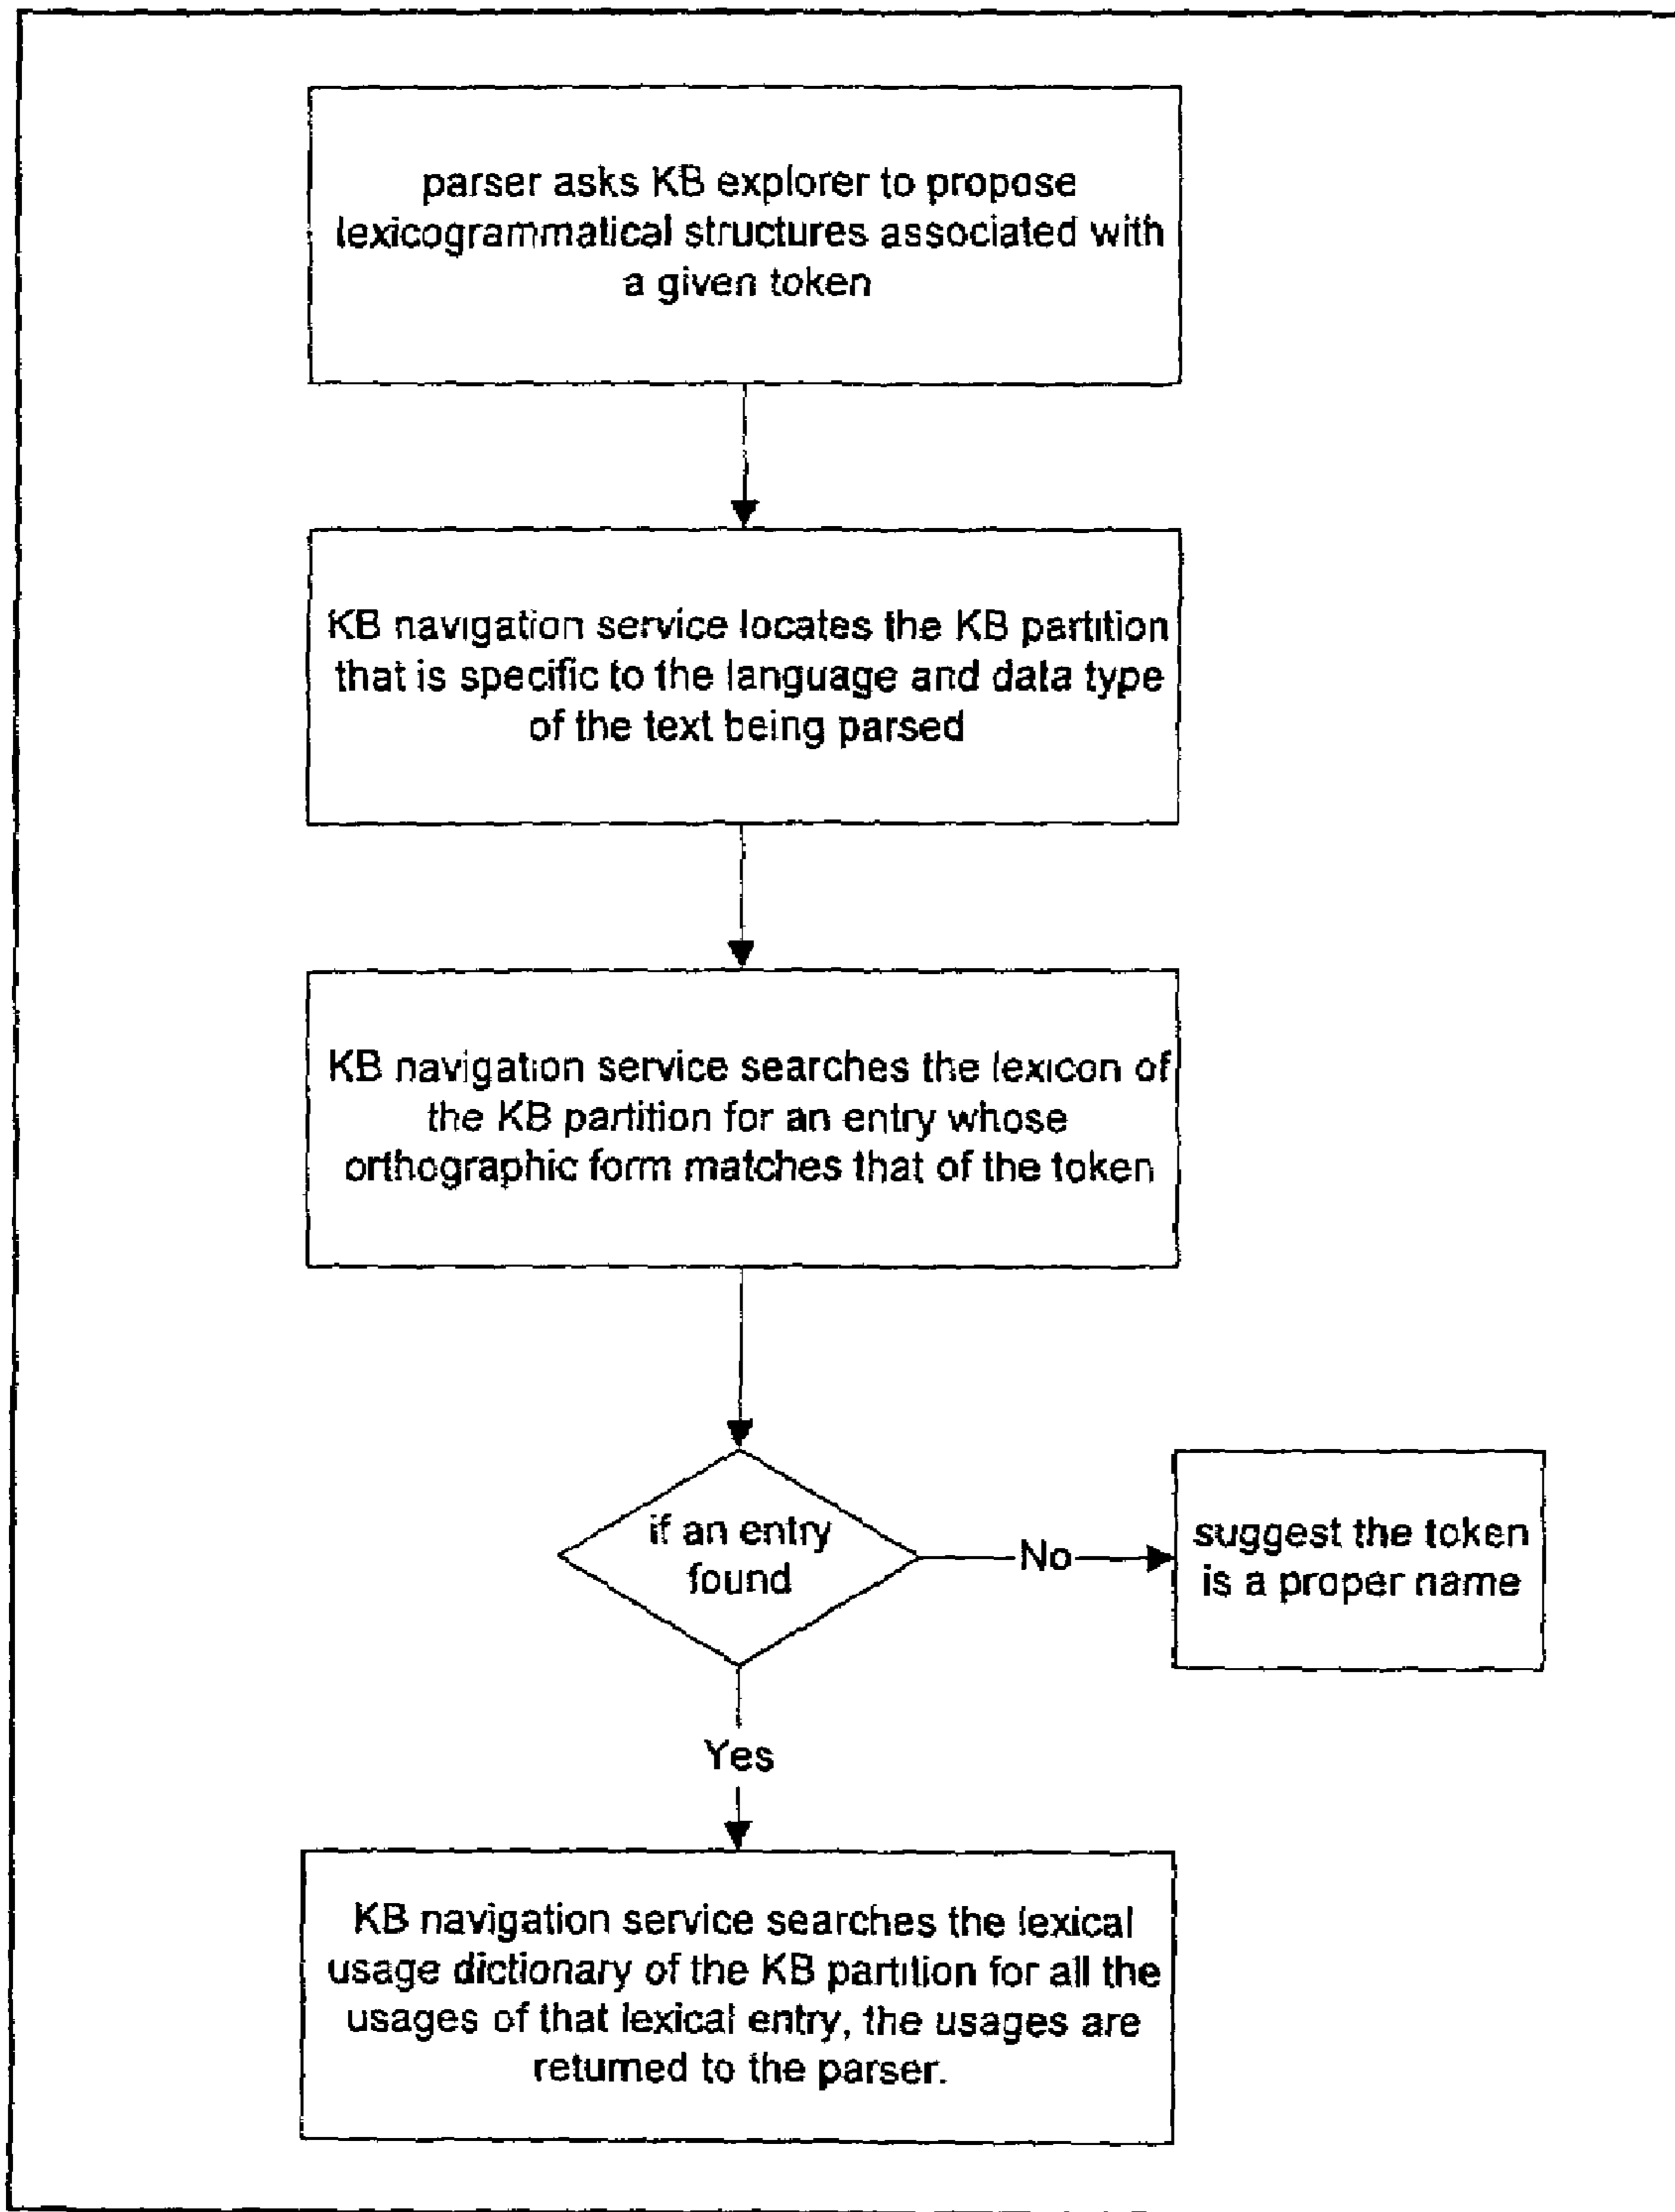 parser asks KB explorer to propose
lexicogrammatical structures associated with
a given token
KB navigation service locates the KB partition
that is specific to the language and data type
of the text being parsed
KB navigation service searches the lexicon of
the KB partition for an entry whose
orthographic form matches that of the token
if an entry
found
No
suggest the token
is a proper name
Yes
KB navigation service searches the lexical
usage dictionary of the KB partition for all the
usages of that lexical entry, the usages are
returned to the parser.